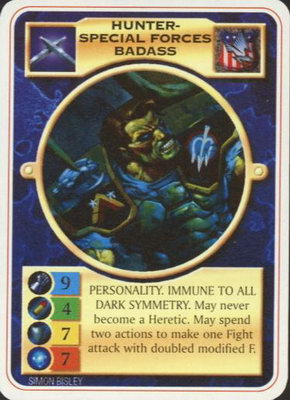 HUNTER-
SPECIAL FORCES
BADASS
9
4
7
7
PERSONALITY. IMMUNE TO ALL
DARK SYMMETRY. May never
become a Heretic. May spend
two actions to make one Fight
attack with doubled modified F.
SIMON BISLEY